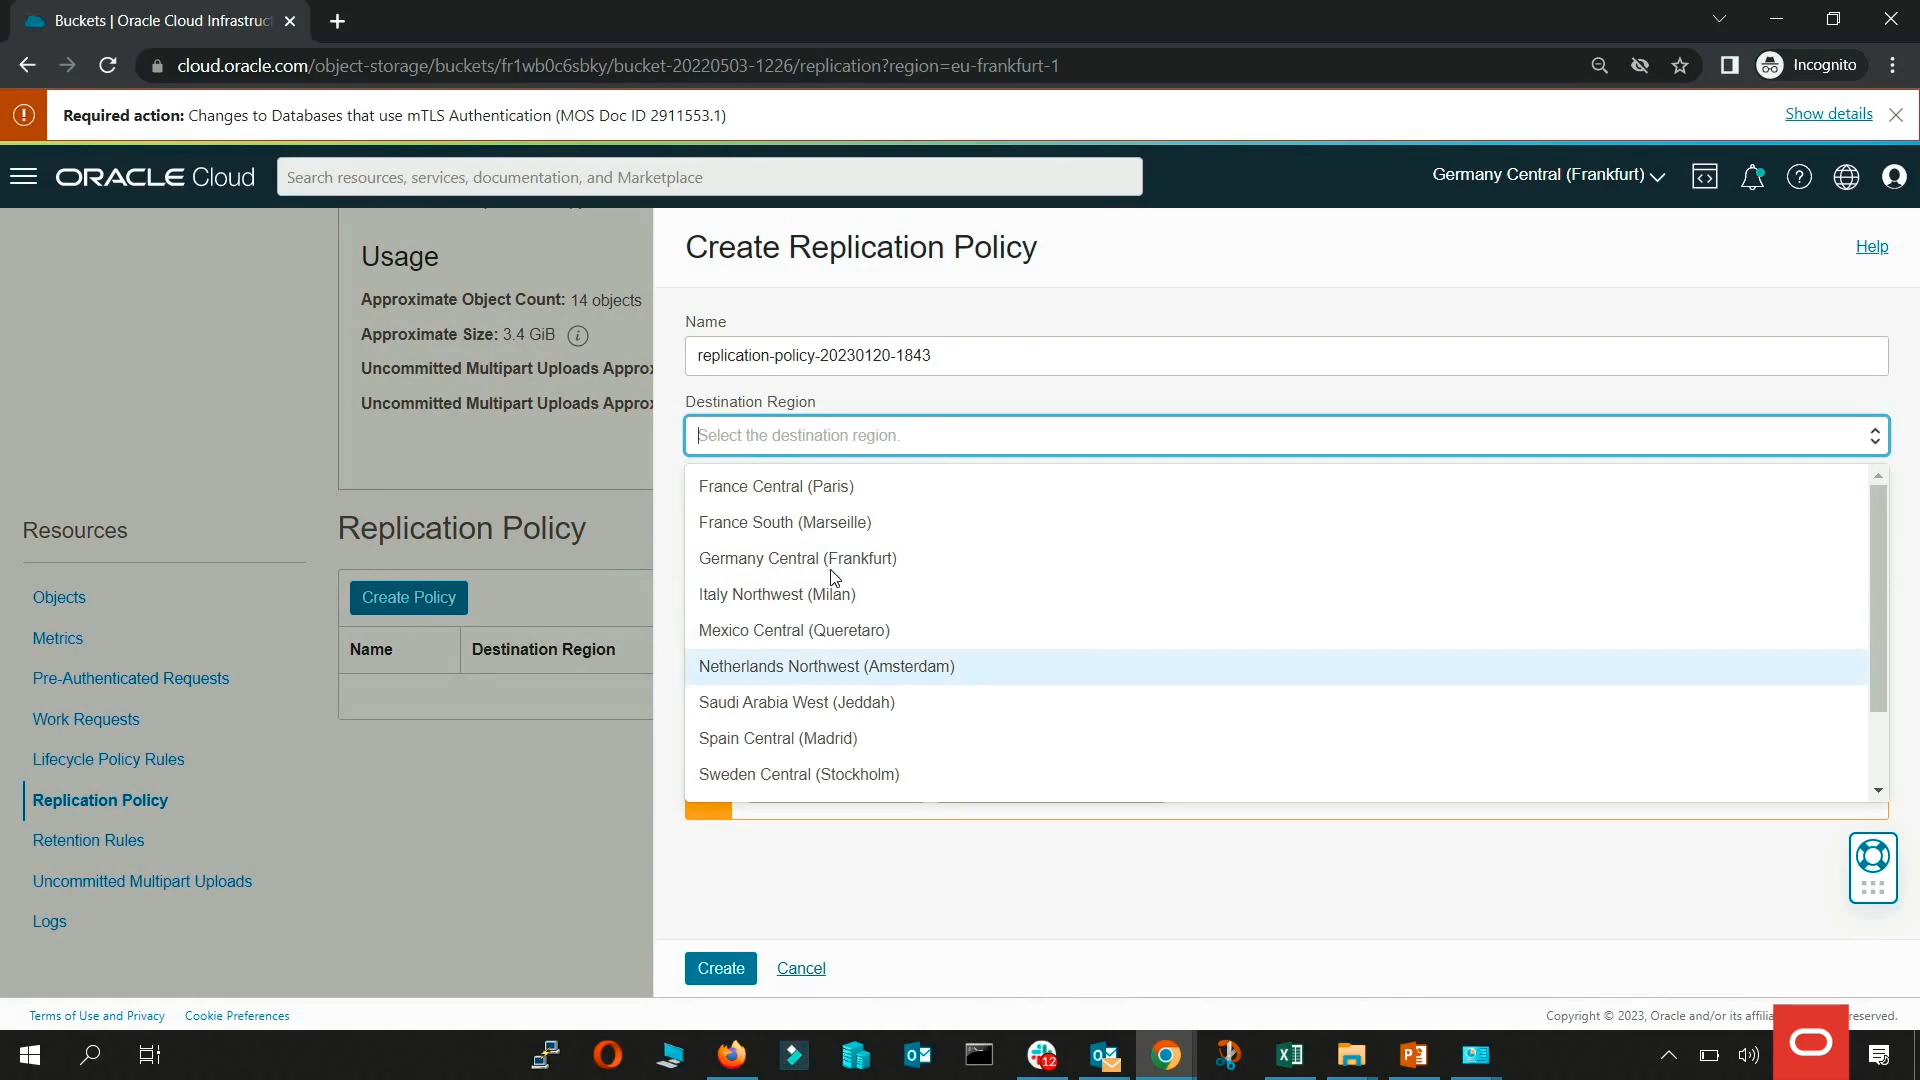 Buckets | Oracle Cloud Infrastruc
cloud.oracle.com/object-storage/buckets/fr1wb0c6sbky/bucket-20220503-1226/replication?region=eu-frankfurt-1
Incognito
Required action: Changes to Databases that use mTLS Authentication (MOS Doc ID 2911553.1)
Show details
ORACLE Cloud
Search resources, services, documentation, and Marketplace
Germany Central (Frankfurt)
Usage
Approximate Object Count: 14 objects
Approximate Size: 3.4 GiB
Uncommitted Multipart Uploads Approx
Uncommitted Multipart Uploads Approx
Resources
Objects
Metrics
Pre-Authenticated Requests
Work Requests
Lifecycle Policy Rules
Replication Policy
Retention Rules
Uncommitted Multipart Uploads
Logs
Replication Policy
Create Policy
Name
Destination Region
Create Replication Policy
Help
Name
replication-policy-20230120-1843
Destination Region
Select the destination region.
France Central (Paris)
France South (Marseille)
Germany Central (Frankfurt)
Italy Northwest (Milan)
Mexico Central (Queretaro)
Netherlands Northwest (Amsterdam)
Saudi Arabia West (Jeddah)
Spain Central (Madrid)
Sweden Central (Stockholm)
Create
Cancel
Terms of Use and Privacy
Cookie Preferences
Copyright © 2023, Oracle and/or its affilia
reserved.
12